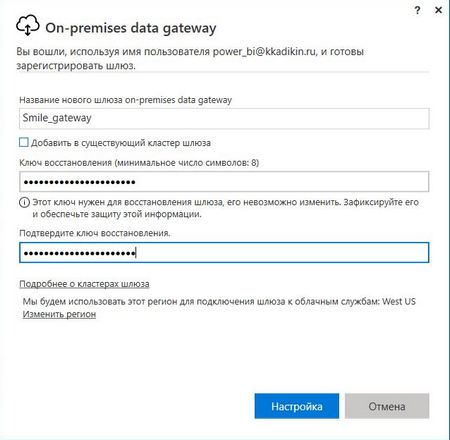 ? ×
On-premises data gateway
Вы вошли, используя имя пользователя power_bi@kkadikin.ru, и готовы
зарегистрировать шлюз.
Название нового шлюза on-premises data gateway
Smile_gateway
Добавить в существующий кластер шлюза
Ключ восстановления (минимальное число символов: 8)
••••••••••••••••••••••
Этот ключ нужен для восстановления шлюза, его невозможно изменить. Зафиксируйте его
и обеспечьте защиту этой информации.
Подтвердите ключ восстановления.
••••••••••••••••••••••
Подробнее о кластерах шлюза
Мы будем использовать этот регион для подключения шлюза к облачным службам: West US
Изменить регион
Настройка Отмена